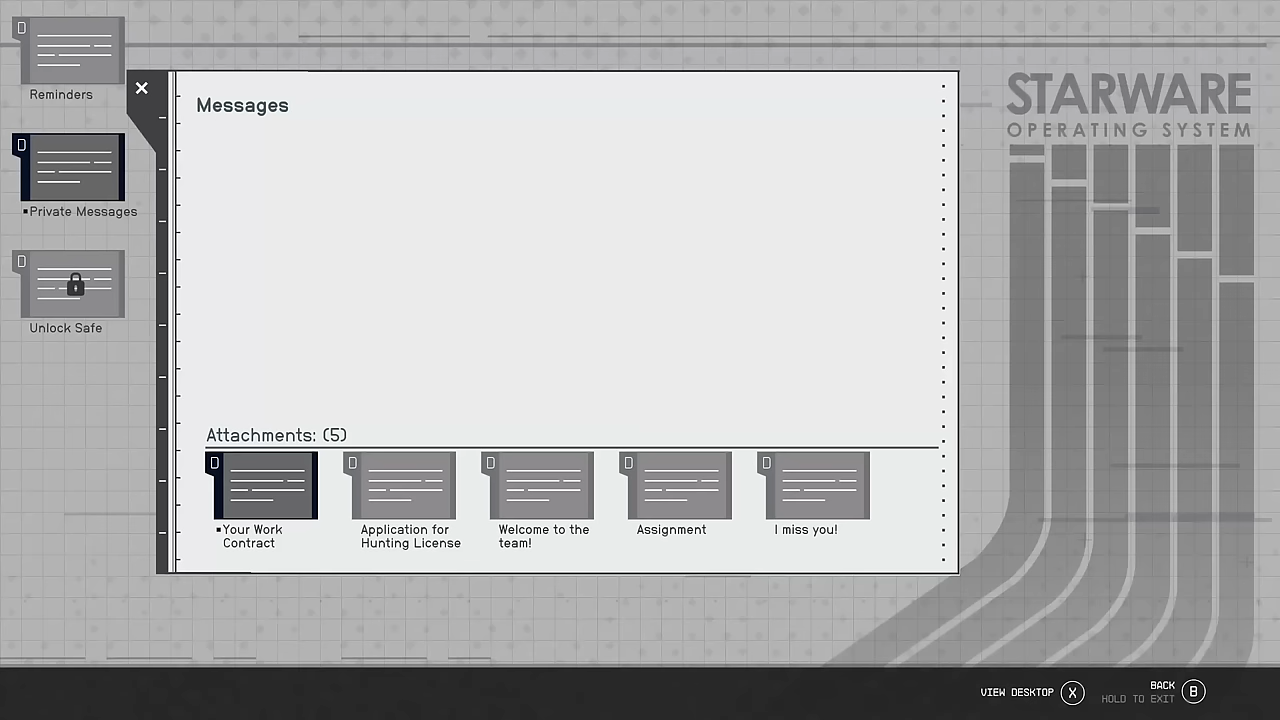 D
Reminders
D
Private Messages
D
Unlock Safe
Messages
Attachments: (5)
D
Your Work
Contract
D
Application for
Hunting License
D
Welcome to the
team!
D
Assignment
D
I miss you!
STARWARE
OPERATING SYSTEM
VIEW DESKTOP X
BACK
HOLD TO EXIT B